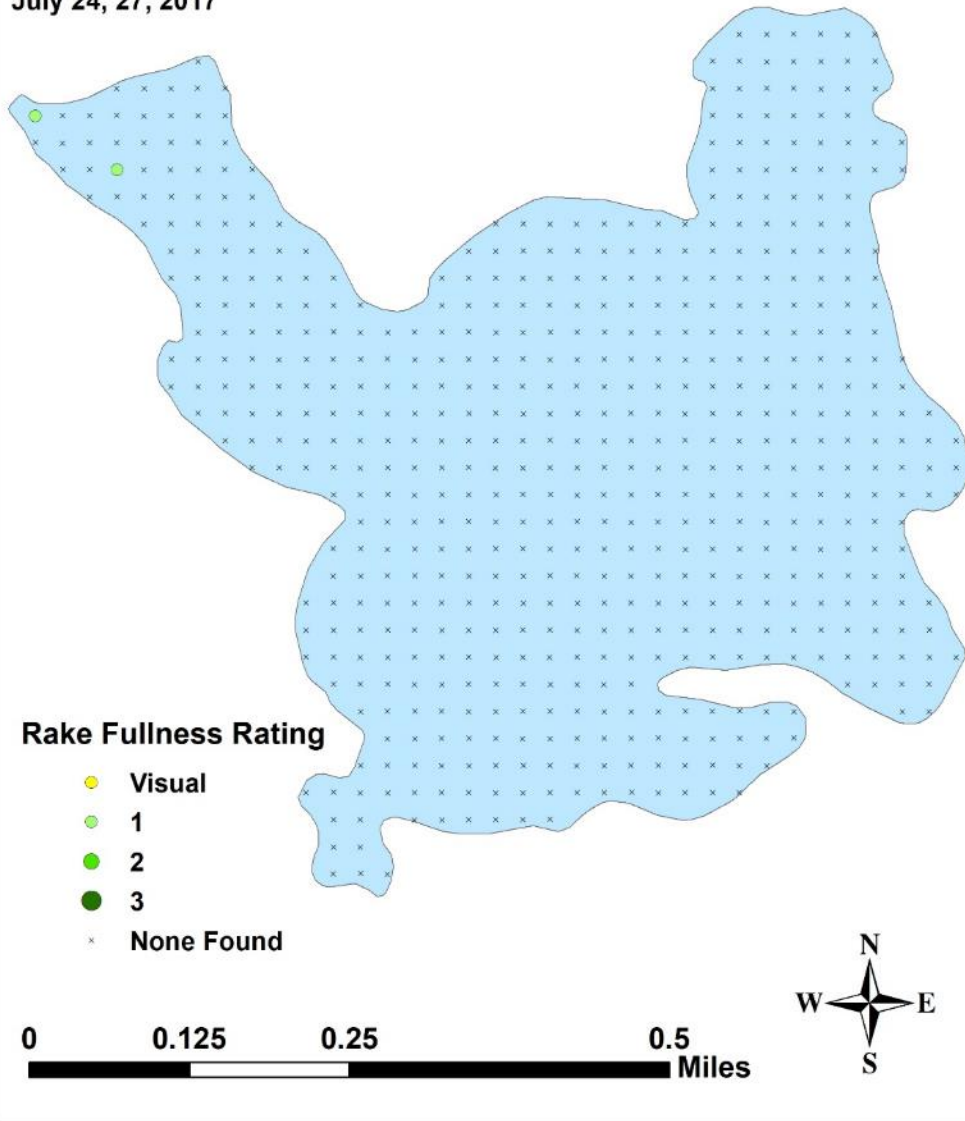 July 24, 27, 2017
Rake Fullness Rating
Visual
1
2
3
None Found
N
W E
S
0 0.125 0.25 0.5
Miles